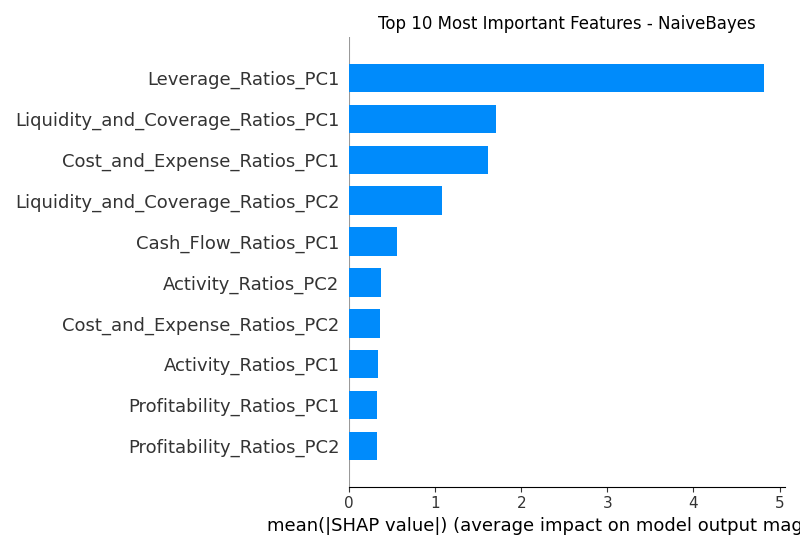 Top 10 Most Important Features - NaiveBayes
Leverage_Ratios_PC1
Liquidity_and_Coverage_Ratios_PC1
Cost_and_Expense_Ratios_PC1
Liquidity_and_Coverage_Ratios_PC2
Cash_Flow_Ratios_PC1
Activity_Ratios_PC2
Cost_and_Expense_Ratios_PC2
Activity_Ratios_PC1
Profitability_Ratios_PC1
Profitability_Ratios_PC2
0 1 2 3 4 5
mean(|SHAP value|) (average impact on model output mag